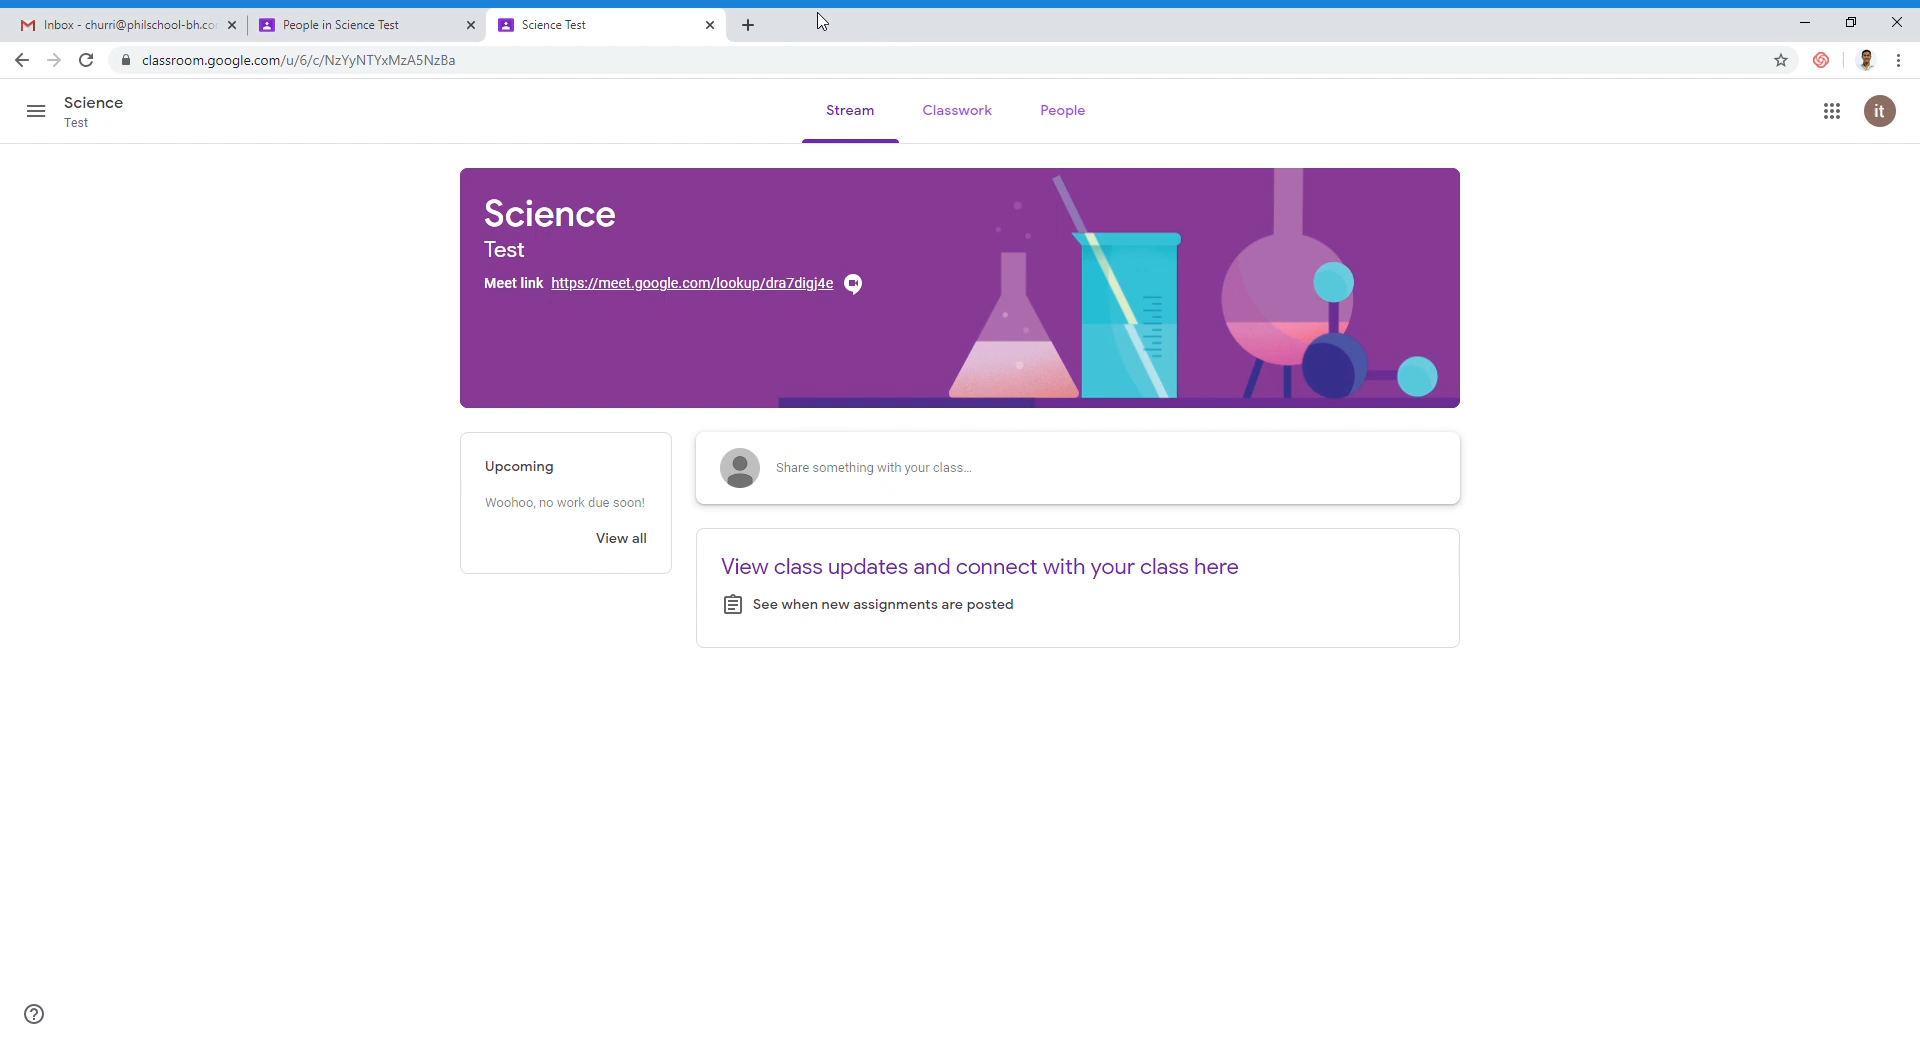 Inbox - churri@philschool-bh.co
People in Science Test
Science Test
classroom.google.com/u/6/c/NzYyNTYxMzA5NzBa
Science
Test
Stream
Classwork
People
it
Science
Test
Meet link https://meet.google.com/lookup/dra7digj4e
Upcoming
Woohoo, no work due soon!
View all
Share something with your class...
View class updates and connect with your class here
See when new assignments are posted